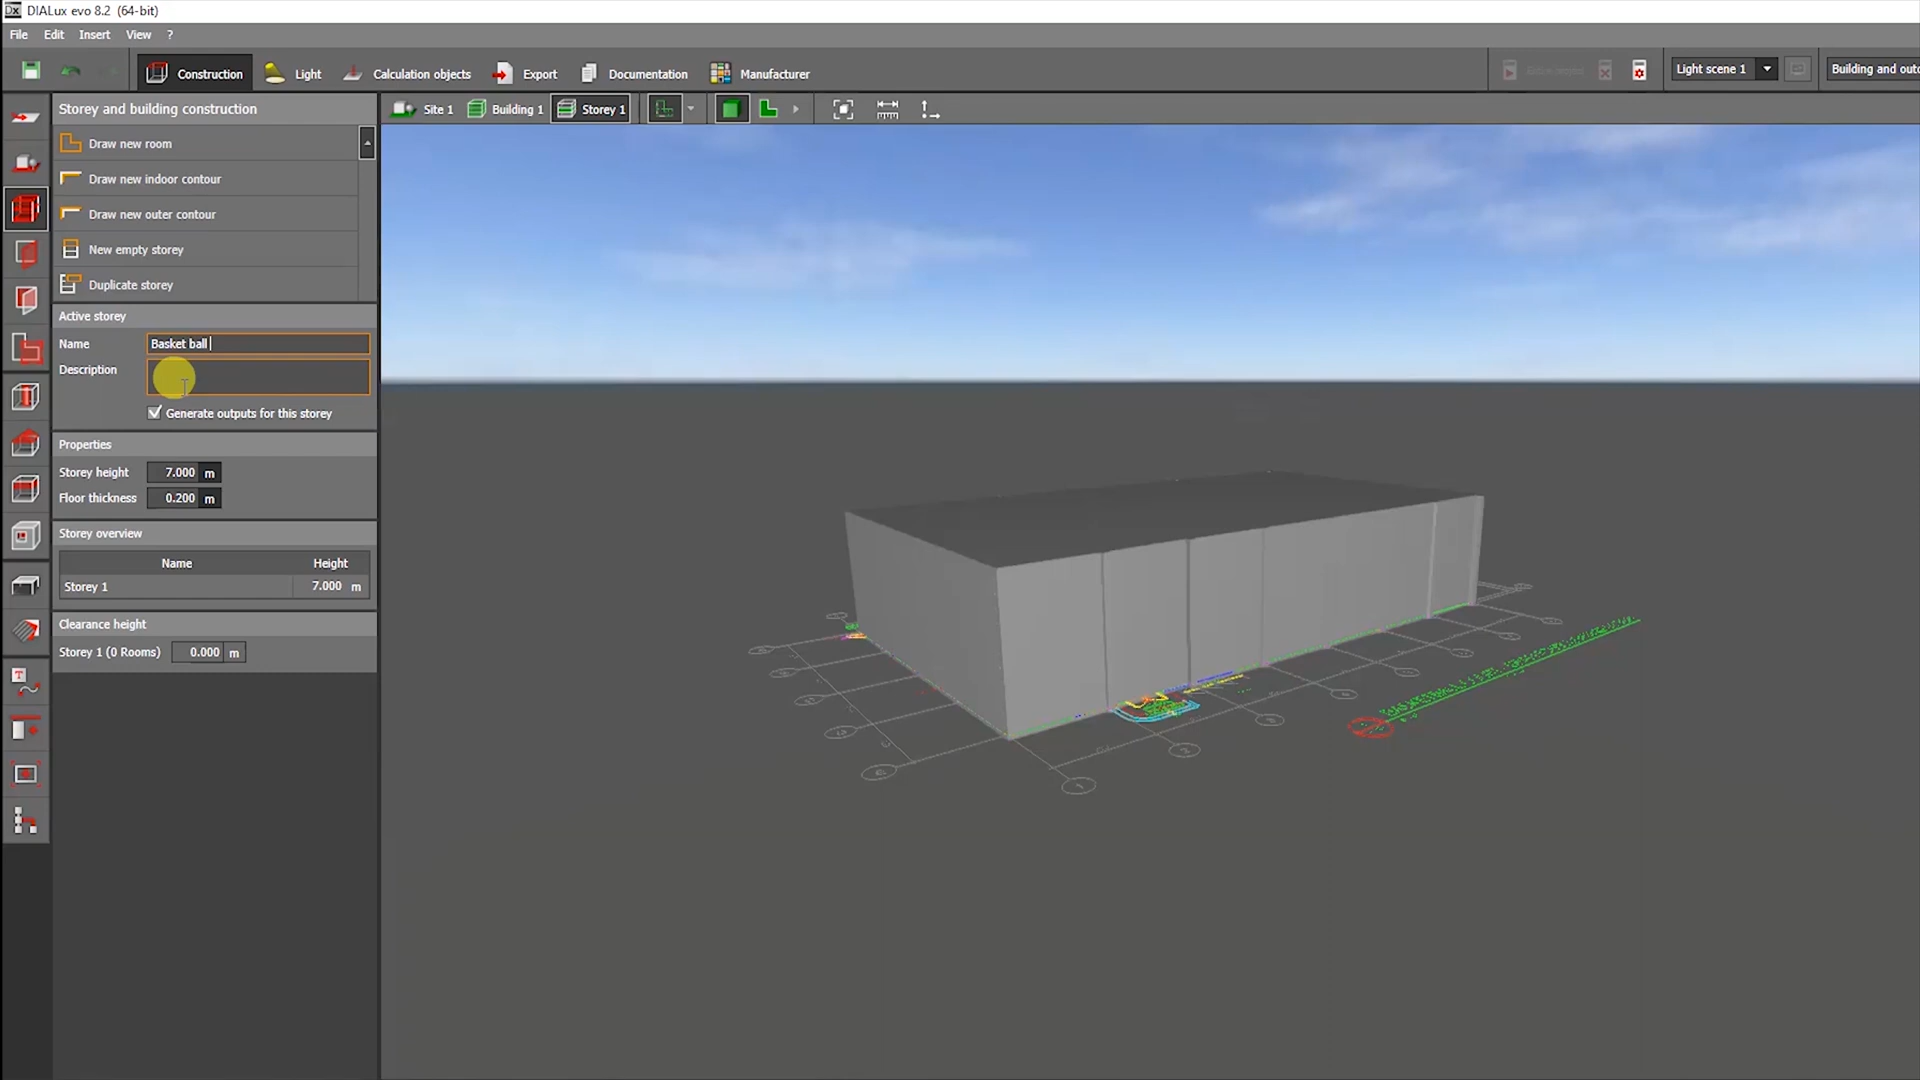 DIALux evo 8.2 (64-bit)
File Edit Insert View ?
Construction Light Calculation objects Export Documentation Manufacturer Light scene 1 Building and outd
Storey and building construction Site 1 Building 1 Storey 1
Draw new room
Draw new indoor contour
Draw new outer contour
New empty storey
Duplicate storey
Active storey
Name Basket ball
Description
Generate outputs for this storey
Properties
Storey height 7.000 m
Floor thickness 0.200 m
Storey overview
Name Height
Storey 1 7.000 m
Clearance height
Storey 1 (0 Rooms) 0.000 m